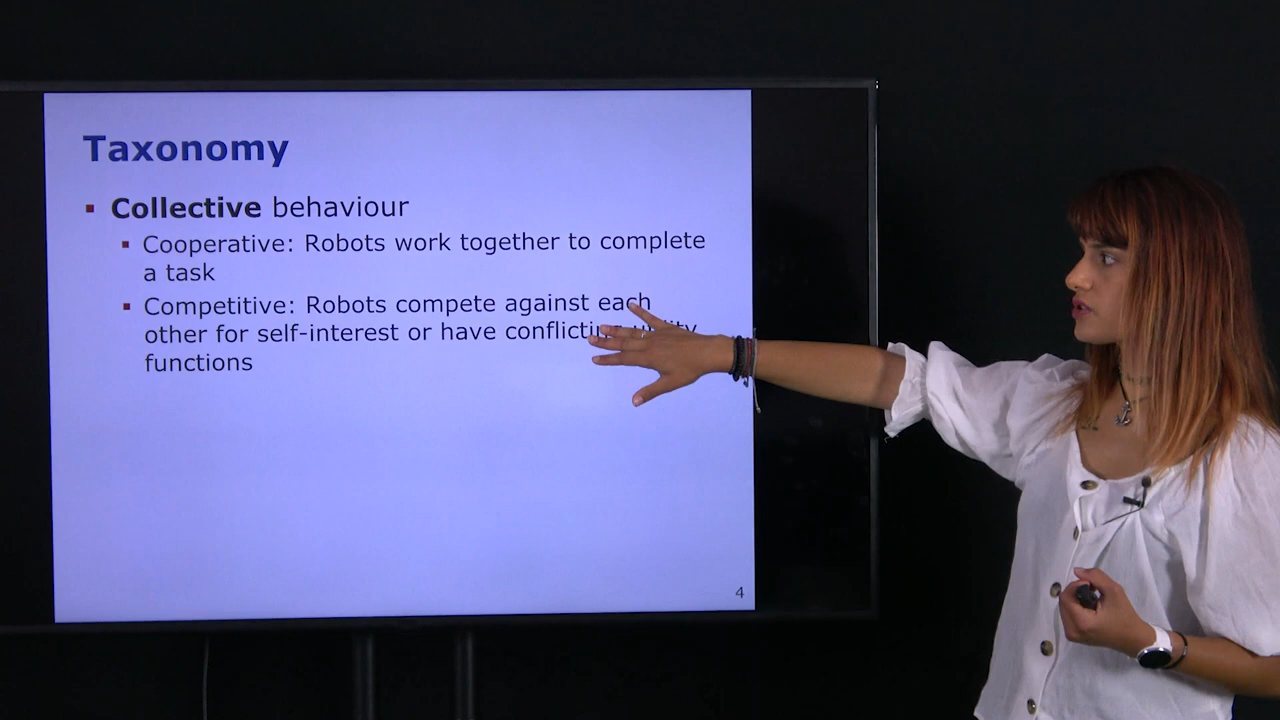 Taxonomy
▪ Collective behaviour
▪ Cooperative: Robots work together to complete
a task
▪ Competitive: Robots compete against each
other for self-interest or have conflicting utility
functions
4